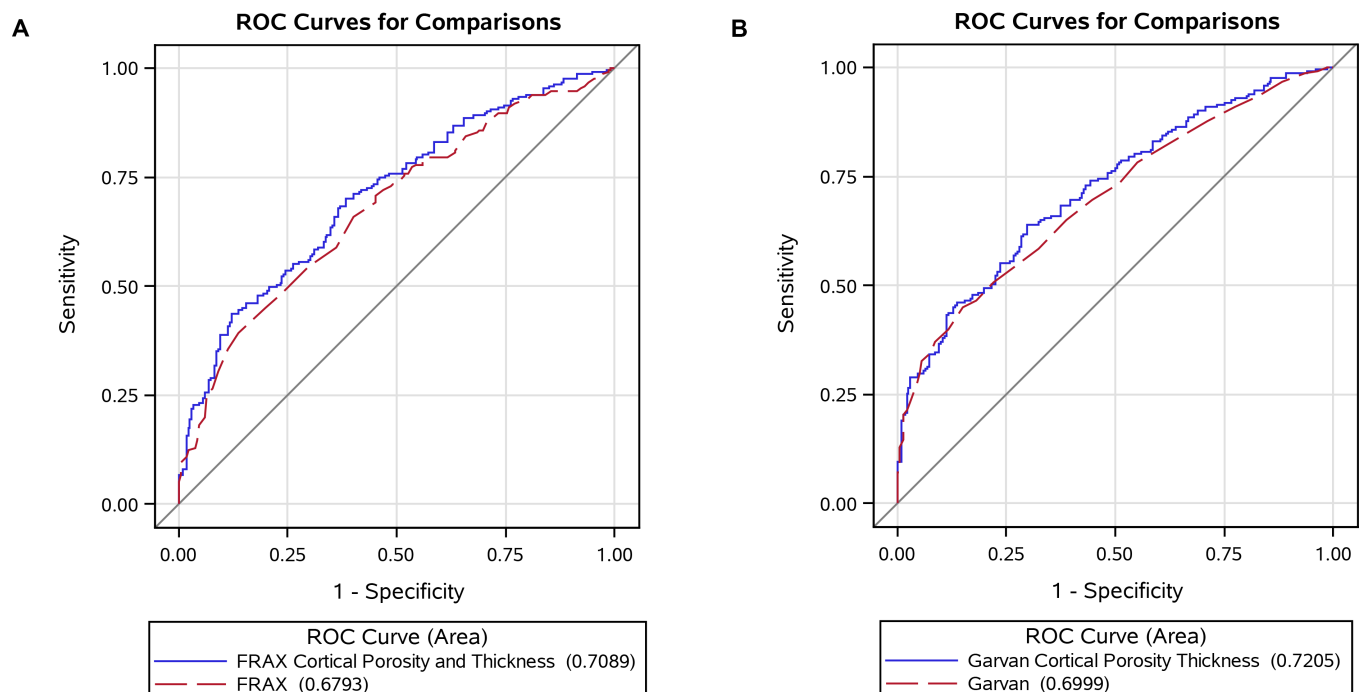 A
ROC Curves for Comparisons
1.00
0.75
0.50
0.25
0.00
Sensitivity
0.00 0.25 0.50 0.75 1.00
1 - Specificity
ROC Curve (Area)
FRAX Cortical Porosity and Thickness (0.7089)
FRAX (0.6793)
B
ROC Curves for Comparisons
1.00
0.75
0.50
0.25
0.00
Sensitivity
0.00 0.25 0.50 0.75 1.00
1 - Specificity
ROC Curve (Area)
Garvan Cortical Porosity Thickness (0.7205)
Garvan (0.6999)